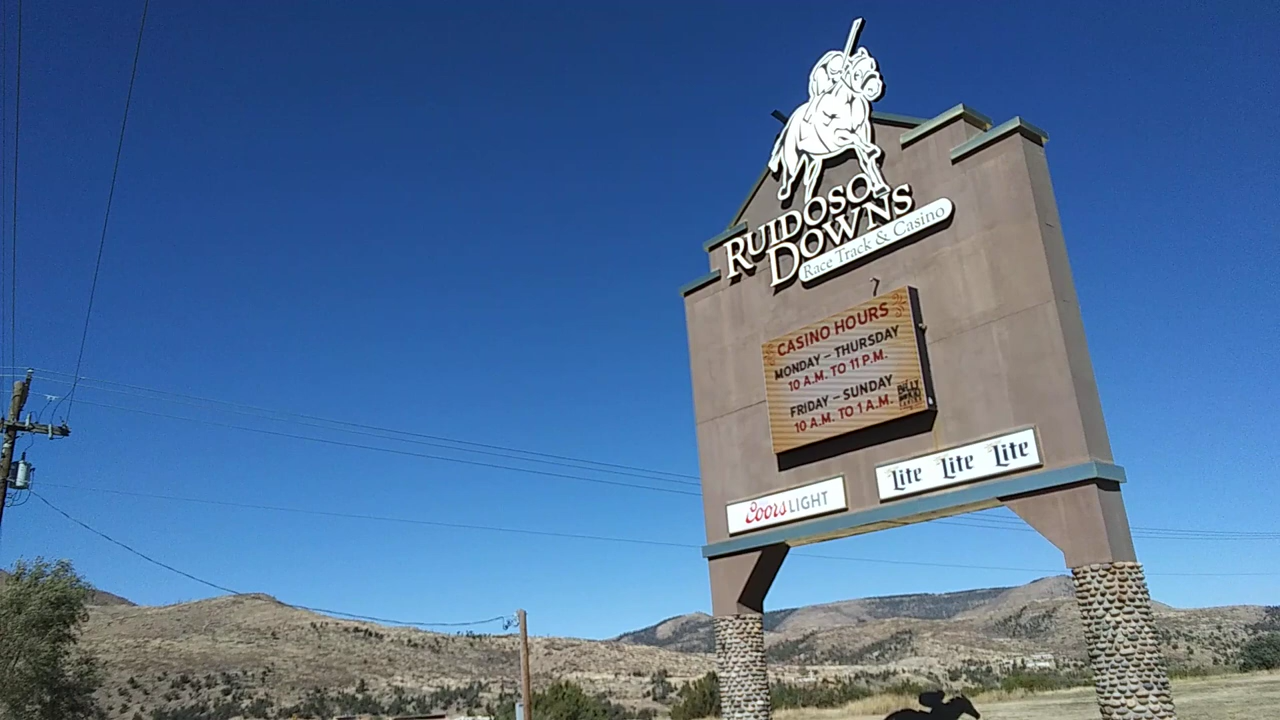 RUIDOSO
DOWNS
Race Track & Casino
CASINO HOURS
MONDAY – THURSDAY
10 A.M. TO 11 P.M.
FRIDAY – SUNDAY
10 A.M. TO 1 A.M.
BILLY
Coors LIGHT
Lite Lite Lite